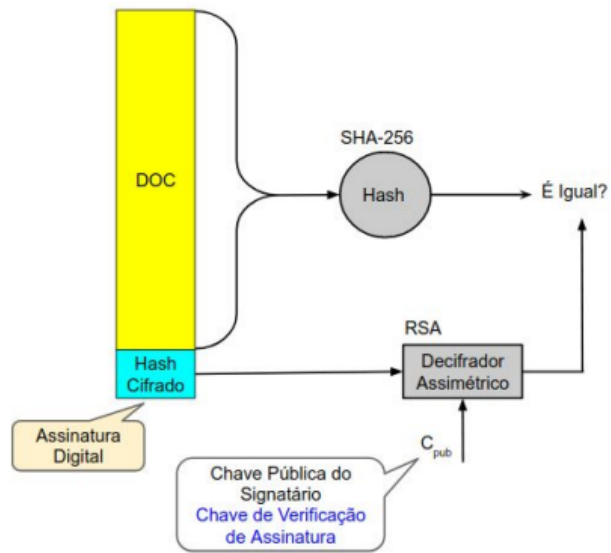 DOC
SHA-256
Hash
É Igual?
Hash
Cifrado
RSA
Decifrador
Assimétrico
Assinatura
Digital
C pub
Chave Pública do
Signatário
Chave de Verificação
de Assinatura